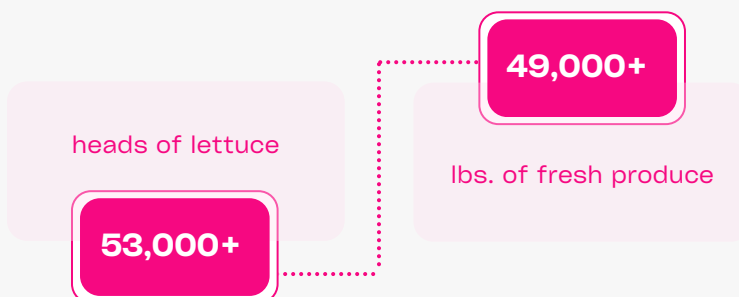 heads of lettuce
53,000+
49,000+
lbs. of fresh produce